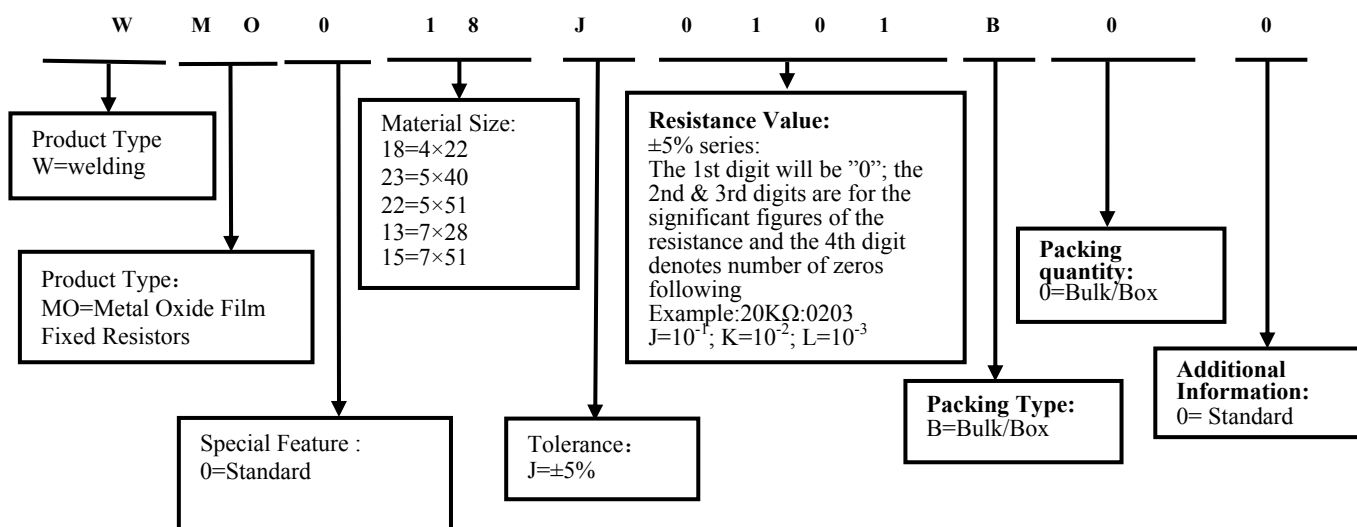 W M O 0 1 8 J 0 1 0 1 B 0 0
Product Type
W=welding
Product Type：
MO=Metal Oxide Film
Fixed Resistors
Special Feature :
0=Standard
Material Size:
18=4×22
23=5×40
22=5×51
13=7×28
15=7×51
Tolerance：
J=±5%
Resistance Value:
±5% series:
The 1st digit will be ”0”; the
2nd & 3rd digits are for the
significant figures of the
resistance and the 4th digit
denotes number of zeros
following
Example:20KΩ:0203
J=10⁻¹; K=10⁻²; L=10⁻³
Packing Type:
B=Bulk/Box
Packing
quantity:
0=Bulk/Box
Additional
Information:
0= Standard